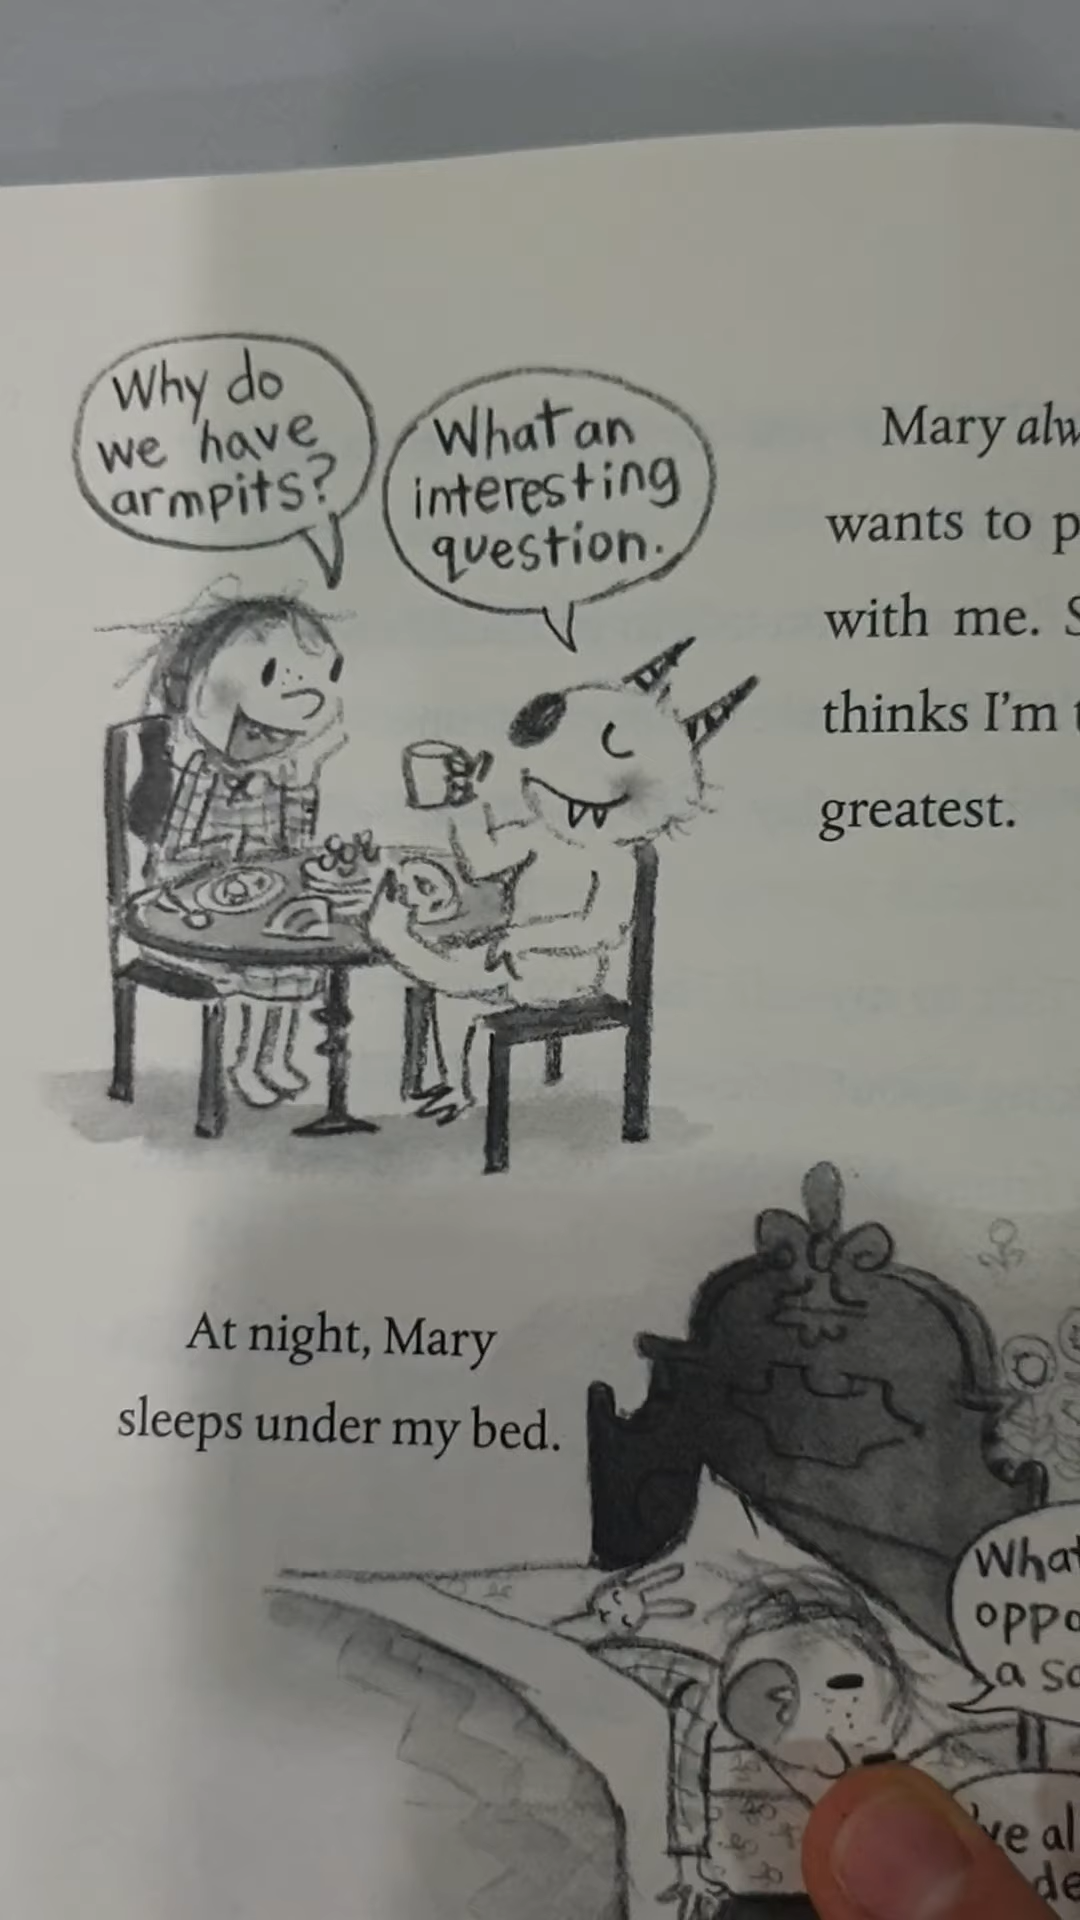 Why do
we have
armpits?
What an
interesting
question.
Mary
wants to
with me.
thinks I'm
greatest.
At night, Mary
sleeps under my bed.
a